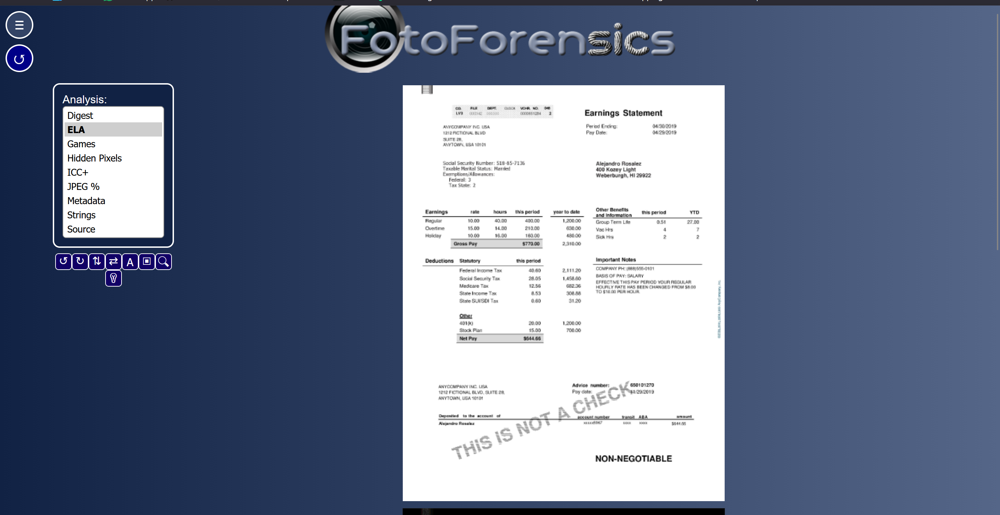 FotoForensics
Analysis:
Digest
ELA
Games
Hidden Pixels
ICC+
JPEG %
Metadata
Strings
Source
A
CO. FILE DEPT. CLOCK VCHR. NO. 046
LV3 0000651284 2
Earnings Statement
ANYCOMPANY INC. USA
1212 FICTIONAL BLVD
SUITE 28,
ANYTOWN, USA 10101
Period Ending: 04/30/2019
Pay Date: 04/29/2019
Social Security Number: 518-85-7136
Taxable Marital Status: Married
Exemptions/Allowances:
Federal: 3
Tax State: 2
Alejandro Rosalez
400 Kozey Light
Weberburgh, HI 29922
Earnings rate hours this period year to date
Regular 10.00 40.00 400.00 1,200.00
Overtime 15.00 14.00 210.00 630.00
Holiday 10.00 16.00 160.00 480.00
Gross Pay $770.00 2,310.00
Other Benefits
and Information this period YTD
Group Term Life 0.51 27.00
Vac Hrs 4 7
Sick Hrs 2 2
Deductions Statutory this period
Federal Income Tax 40.60 2,111.20
Social Security Tax 28.05 1,458.60
Medicare Tax 12.56 682.36
State Income Tax 8.53 308.88
State SUI/SDI Tax 0.60 31.20
Other
401(k) 20.00 1,200.00
Stock Plan 15.00 700.00
Net Pay $644.66
Important Notes
COMPANY PH: (888)555-0101
BASIS OF PAY: SALARY
EFFECTIVE THIS PAY PERIOD YOUR REGULAR
HOURLY RATE HAS BEEN CHANGED FROM $8.00
TO $10.00 PER HOUR.
AnyCompany, Inc.
ANYCOMPANY INC. USA
1212 FICTIONAL BLVD, SUITE 28,
ANYTOWN, USA 10101
Advice number: 650101270
Pay date: 11/29/2019
THIS IS NOT A CHECK
Deposited to the account of account number transit ABA amount
Alejandro Rosalez xxxxx5967 xxxx xxxx $644.66
NON-NEGOTIABLE